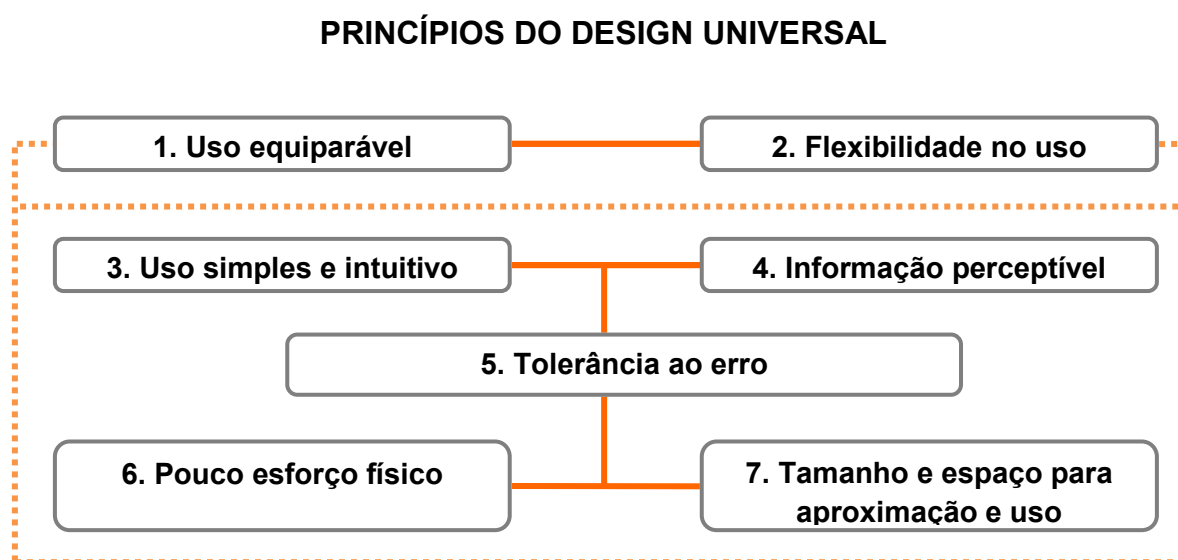 PRINCÍPIOS DO DESIGN UNIVERSAL
1. Uso equiparável
2. Flexibilidade no uso
3. Uso simples e intuitivo
4. Informação perceptível
5. Tolerância ao erro
6. Pouco esforço físico
7. Tamanho e espaço para
aproximação e uso